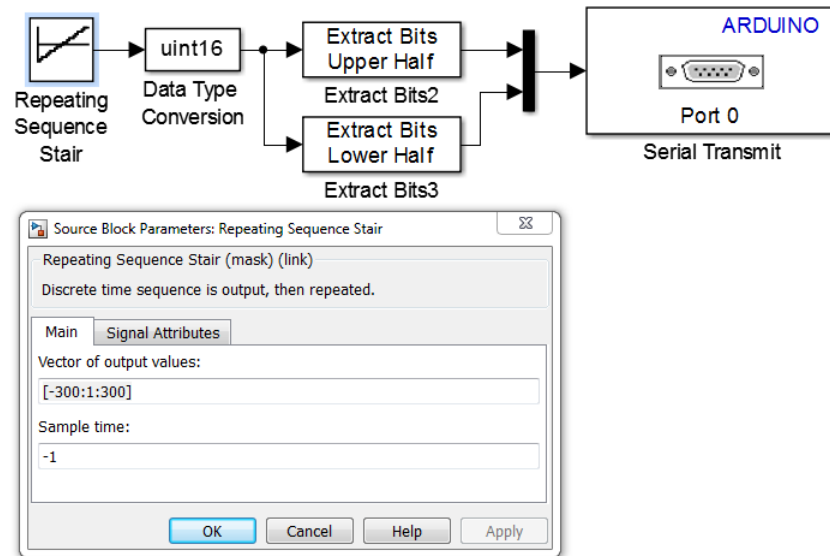 ARDUINO
uint16
Extract Bits
Upper Half
Extract Bits2
Repeating
Sequence
Stair
Data Type
Conversion
Extract Bits
Lower Half
Extract Bits3
Port 0
Serial Transmit
Source Block Parameters: Repeating Sequence Stair
Repeating Sequence Stair (mask) (link)
Discrete time sequence is output, then repeated.
Main Signal Attributes
Vector of output values:
[-300:1:300]
Sample time:
-1
OK Cancel Help Apply